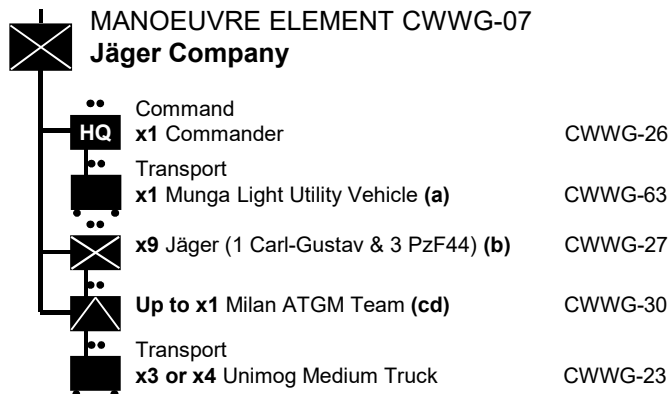 MANOEUVRE ELEMENT CWWG-07
Jäger Company
Command
HQ x1 Commander CWWG-26
Transport
x1 Munga Light Utility Vehicle (a) CWWG-63
x9 Jäger (1 Carl-Gustav & 3 PzF44) (b) CWWG-27
Up to x1 Milan ATGM Team (cd) CWWG-30
Transport
x3 or x4 Unimog Medium Truck CWWG-23